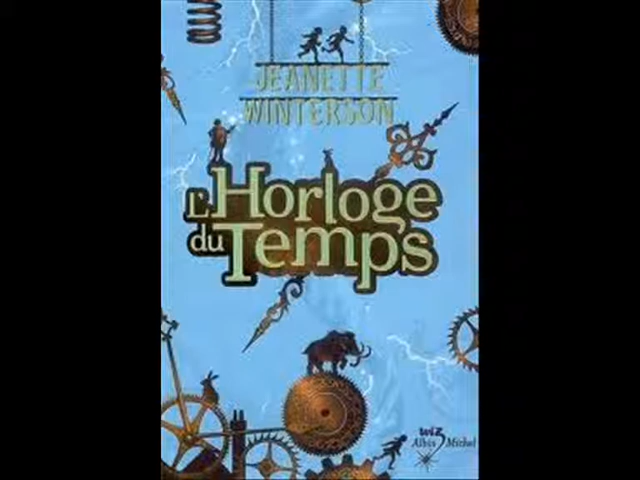 JEANETTE
WINTERSON
L'Horloge
du Temps
wiz
Albin Michel